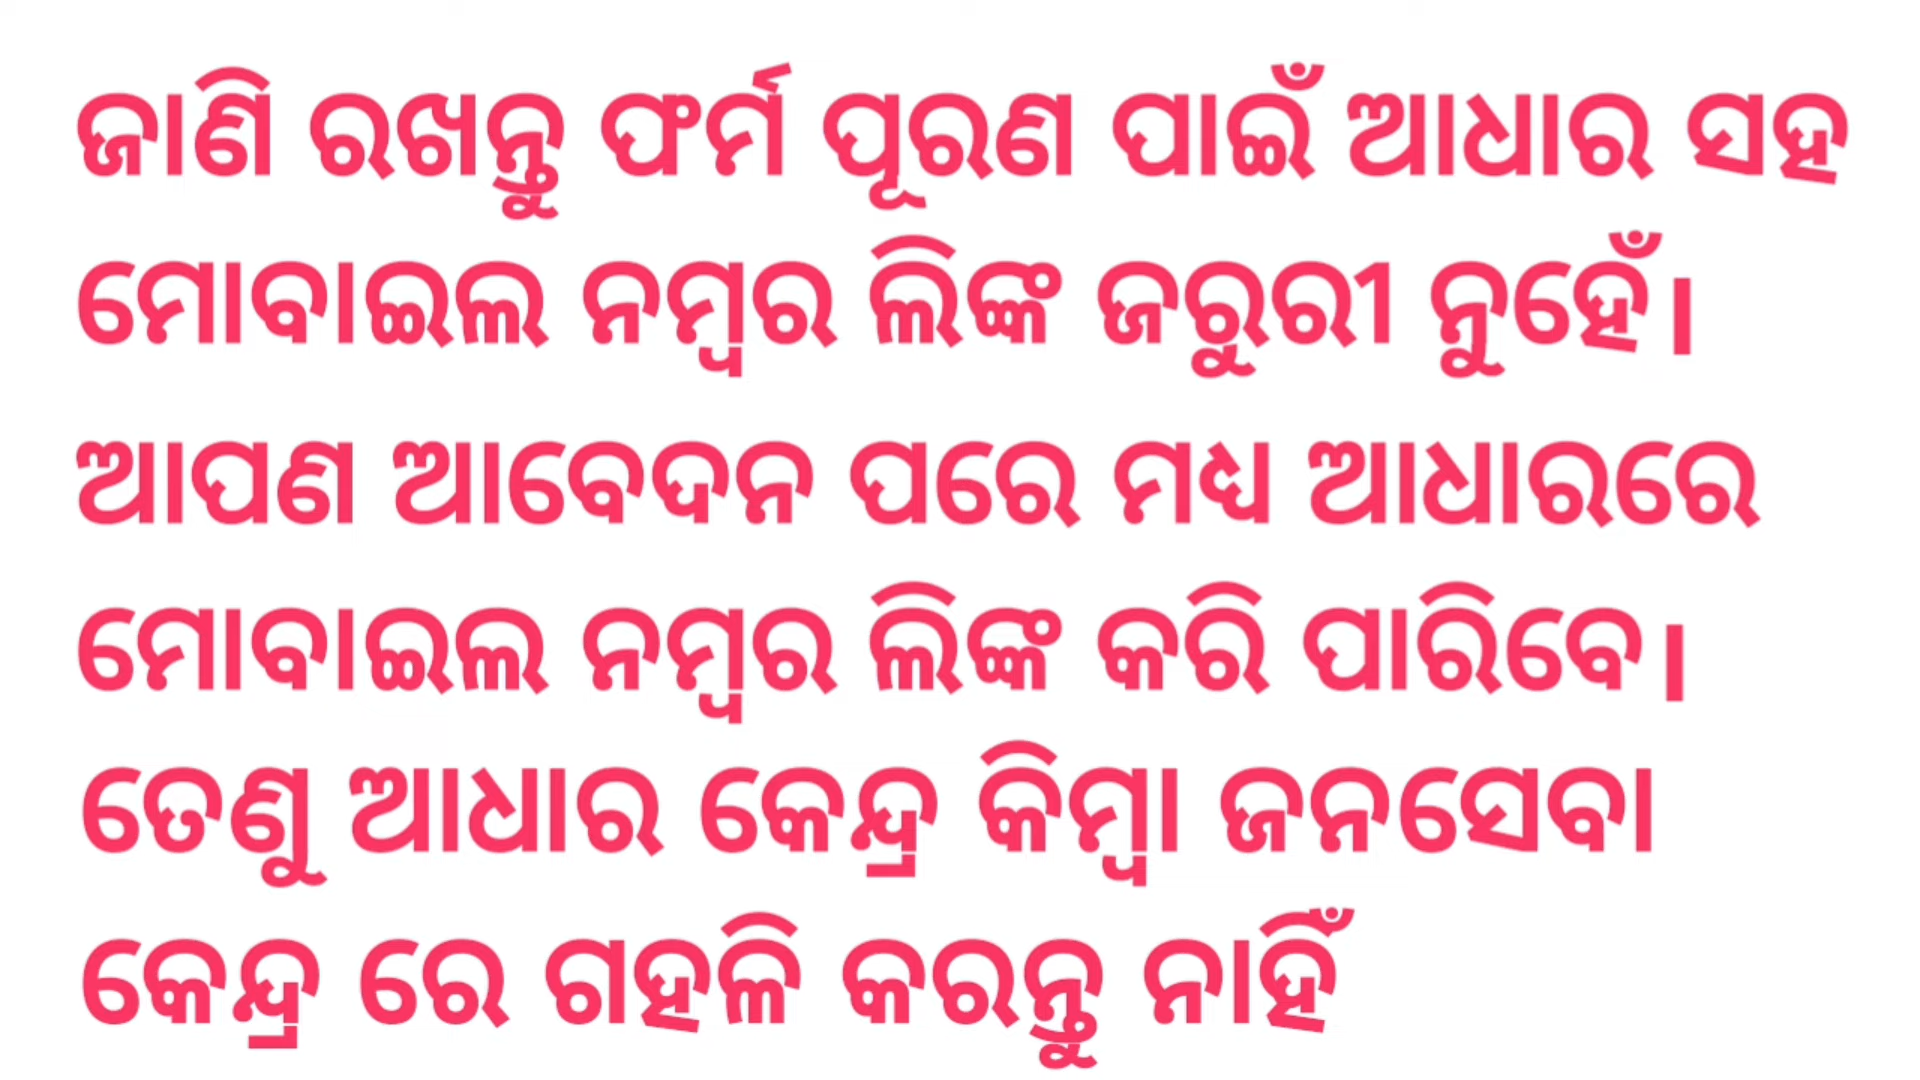 ଜାଣି ରଖନ୍ତୁ ଫର୍ମ ପୂରଣ ପାଇଁ ଆଧାର ସହ
ମୋବାଇଲ ନମ୍ବର ଲିଙ୍କ ଜରୁରୀ ନୁହେଁ।
ଆପଣ ଆବେଦନ ପରେ ମଧ୍ୟ ଆଧାରରେ
ମୋବାଇଲ ନମ୍ବର ଲିଙ୍କ କରି ପାରିବେ।
ତେଣୁ ଆଧାର କେନ୍ଦ୍ର କିମ୍ବା ଜନସେବା
କେନ୍ଦ୍ର ରେ ଗହଳି କରନ୍ତୁ ନାହିଁ